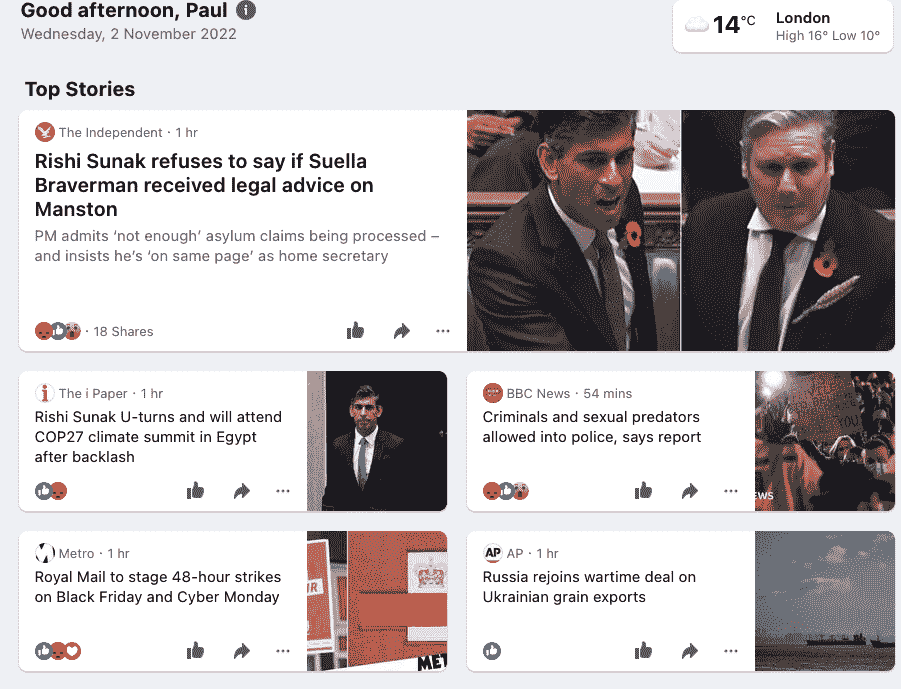 Good afternoon, Paul
Wednesday, 2 November 2022
14°C
London
High 16° Low 10°
Top Stories
The Independent · 1 hr
Rishi Sunak refuses to say if Suella
Braverman received legal advice on
Manston
PM admits ‘not enough’ asylum claims being processed –
and insists he’s ‘on same page’ as home secretary
18 Shares
The i Paper · 1 hr
Rishi Sunak U-turns and will attend
COP27 climate summit in Egypt
after backlash
BBC News · 54 mins
Criminals and sexual predators
allowed into police, says report
YOU
EWS
Metro · 1 hr
Royal Mail to stage 48-hour strikes
on Black Friday and Cyber Monday
MET
AP · 1 hr
Russia rejoins wartime deal on
Ukrainian grain exports